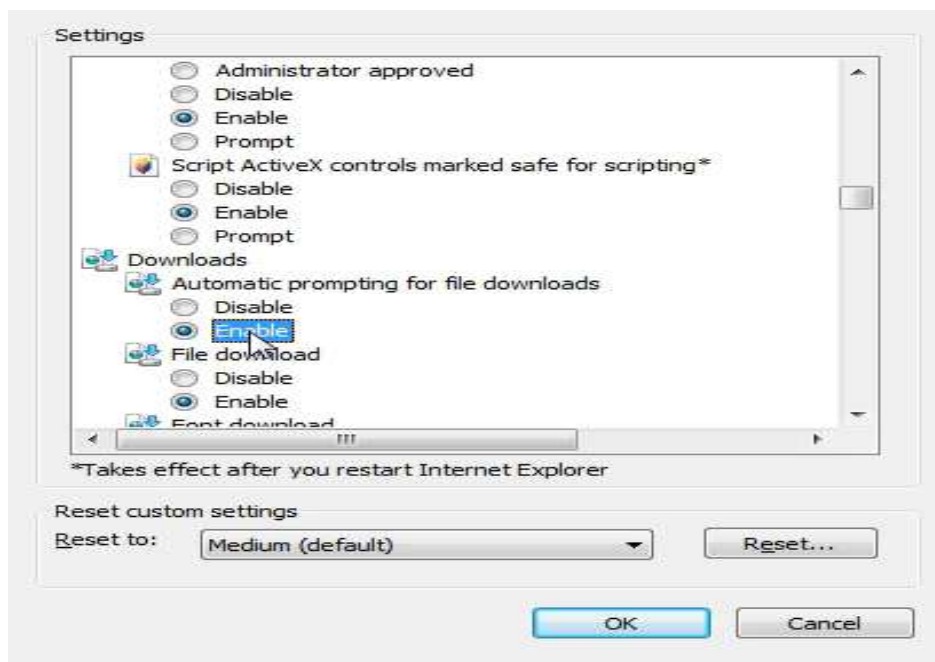 Settings
Administrator approved
Disable
Enable
Prompt
Script ActiveX controls marked safe for scripting*
Disable
Enable
Prompt
Downloads
Automatic prompting for file downloads
Disable
Enable
File download
Disable
Enable
Font download
*Takes effect after you restart Internet Explorer
Reset custom settings
Reset to: Medium (default) Reset...
OK Cancel